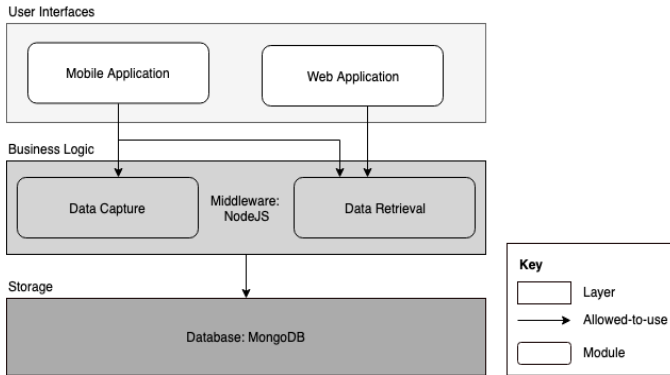 User Interfaces
Mobile Application
Web Application
Business Logic
Data Capture
Middleware:
NodeJS
Data Retrieval
Storage
Database: MongoDB
Key
Layer
Allowed-to-use
Module